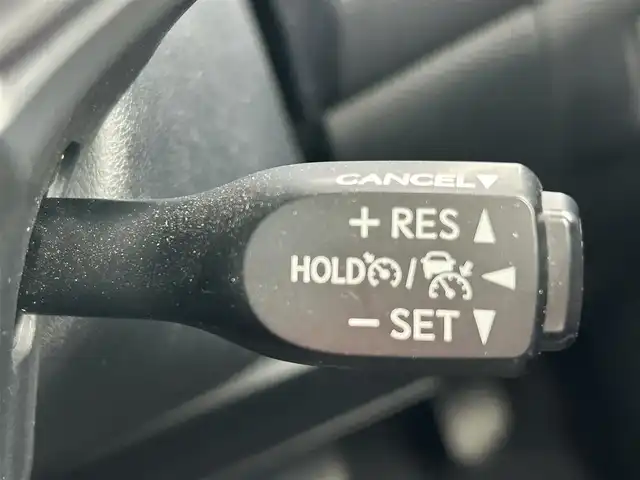 CANCEL▼
+ RES ▲
HOLD / ◀
− SET ▼